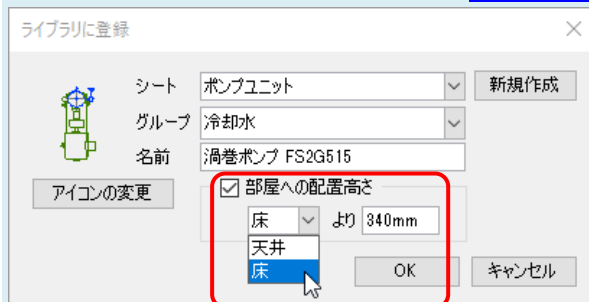 ライブラリに登録
シート ポンプユニット 新規作成
グループ 冷却水
名前 渦巻ポンプ FS2G515
アイコンの変更
部屋への配置高さ
床 より 340mm
天井
床
OK キャンセル